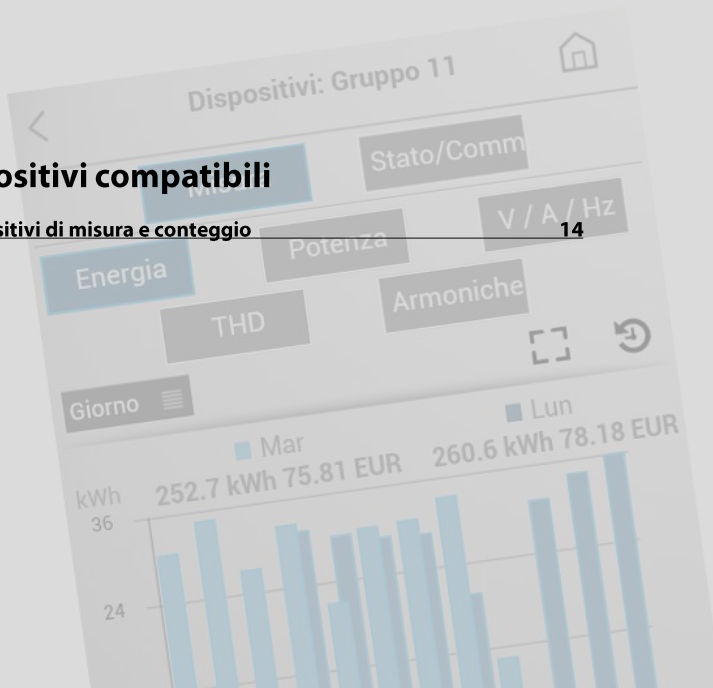 Dispositivi: Gruppo 11
Stato/Comm
ositivi compatibili
Misure
sitivi di misura e conteggio 14
Energia
Potenza
V / A / Hz
THD
Armoniche
Giorno
Mar
Lun
252.7 kWh 75.81 EUR
260.6 kWh 78.18 EUR
kWh
36
24